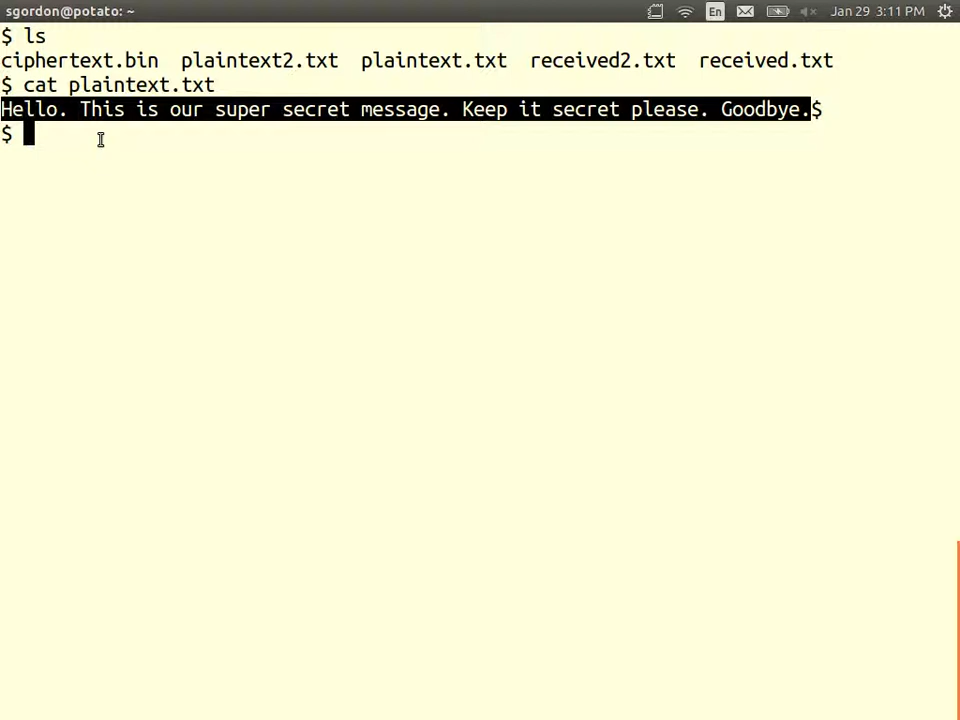 sgordon@potato: ~ En Jan 29 3:11 PM
$ ls
ciphertext.bin  plaintext2.txt  plaintext.txt  received2.txt  received.txt
$ cat plaintext.txt
Hello. This is our super secret message. Keep it secret please. Goodbye.$
$